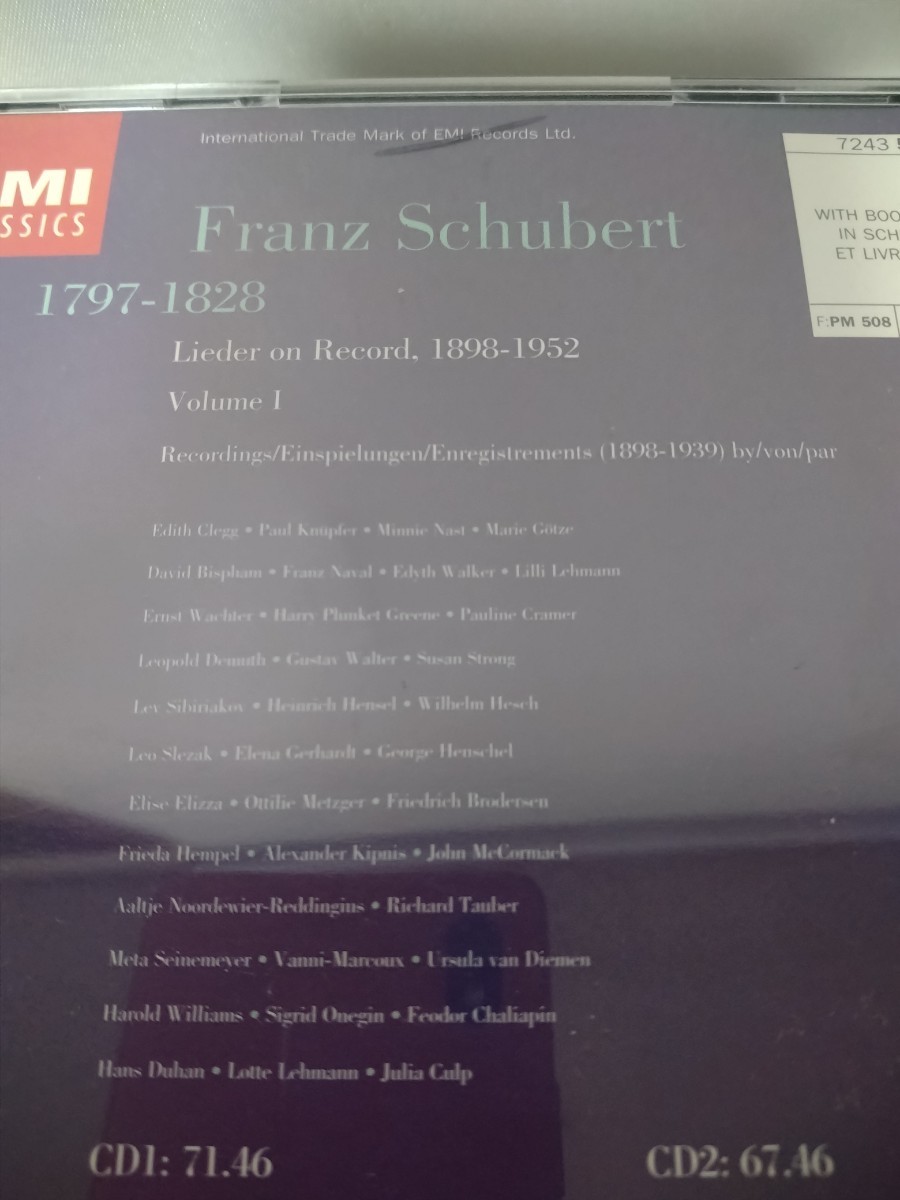 International Trade Mark of EMI Records Ltd.
MI
SSICS
7243
WITH BOO
IN SCH
ET LIVR
F:PM 508
Franz Schubert
1797-1828
Lieder on Record, 1898-1952
Volume I
Recordings/Einspielungen/Enregistrements (1898-1939) by/von/par
Edith Clegg • Paul Knüpfer • Minnie Nast • Marie Götze
David Bispham • Franz Naval • Edyth Walker • Lilli Lehmann
Ernst Wachter • Harry Plunket Greene • Pauline Cramer
Leopold Demuth • Gustav Walter • Susan Strong
Lev Sibiriakov • Heinrich Hensel • Wilhelm Hesch
Leo Slezak • Elena Gerhardt • George Henschel
Elise Elizza • Ottilie Metzger • Friedrich Brodersen
Frieda Hempel • Alexander Kipnis • John McCormack
Aaltje Noordewier-Reddingius • Richard Tauber
Meta Seinemeyer • Vanni-Marcoux • Ursula van Diemen
Harold Williams • Sigrid Onegin • Feodor Chaliapin
Hans Duhan • Lotte Lehmann • Julia Culp
CD1: 71.46
CD2: 67.46